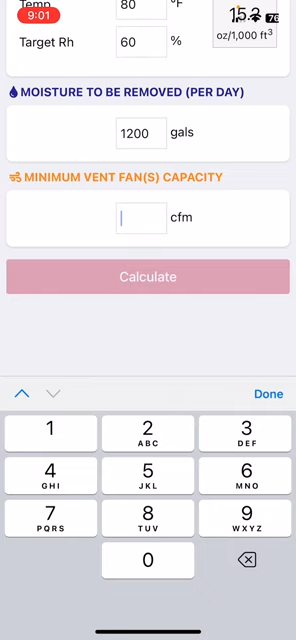 Temp 80 °F
9:01
76
15.2
Target Rh 60 %
oz/1,000 ft³
MOISTURE TO BE REMOVED (PER DAY)
1200 gals
MINIMUM VENT FAN(S) CAPACITY
cfm
Calculate
Done
1 2 3
ABC DEF
4 5 6
GHI JKL MNO
7 8 9
PQRS TUV WXYZ
0